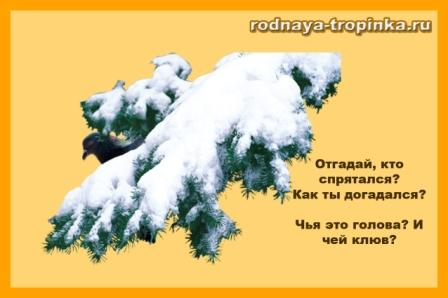 rodnaya-tropinka.ru
Отгадай, кто
спрятался?
Как ты догадался?
Чья это голова? И
чей клюв?